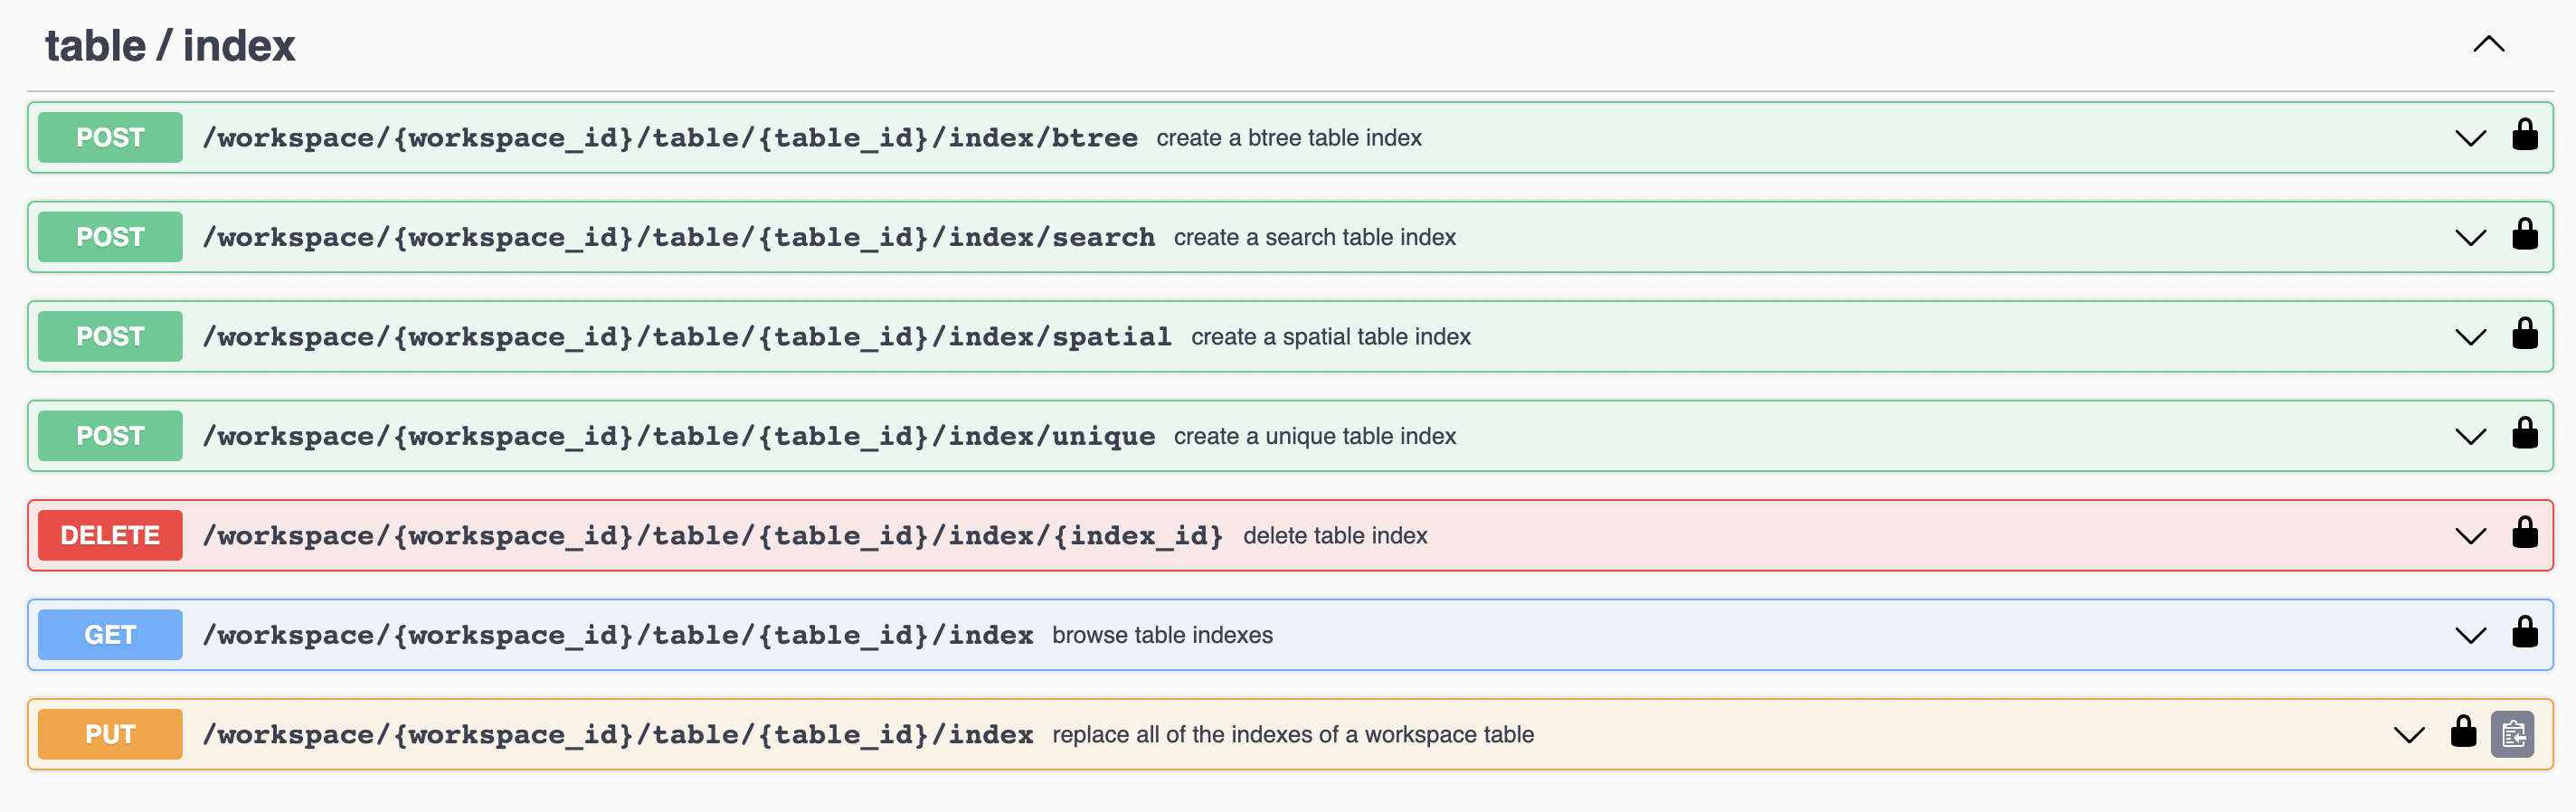 table / index
POST /workspace/{workspace_id}/table/{table_id}/index/btree create a btree table index
POST /workspace/{workspace_id}/table/{table_id}/index/search create a search table index
POST /workspace/{workspace_id}/table/{table_id}/index/spatial create a spatial table index
POST /workspace/{workspace_id}/table/{table_id}/index/unique create a unique table index
DELETE /workspace/{workspace_id}/table/{table_id}/index/{index_id} delete table index
GET /workspace/{workspace_id}/table/{table_id}/index browse table indexes
PUT /workspace/{workspace_id}/table/{table_id}/index replace all of the indexes of a workspace table